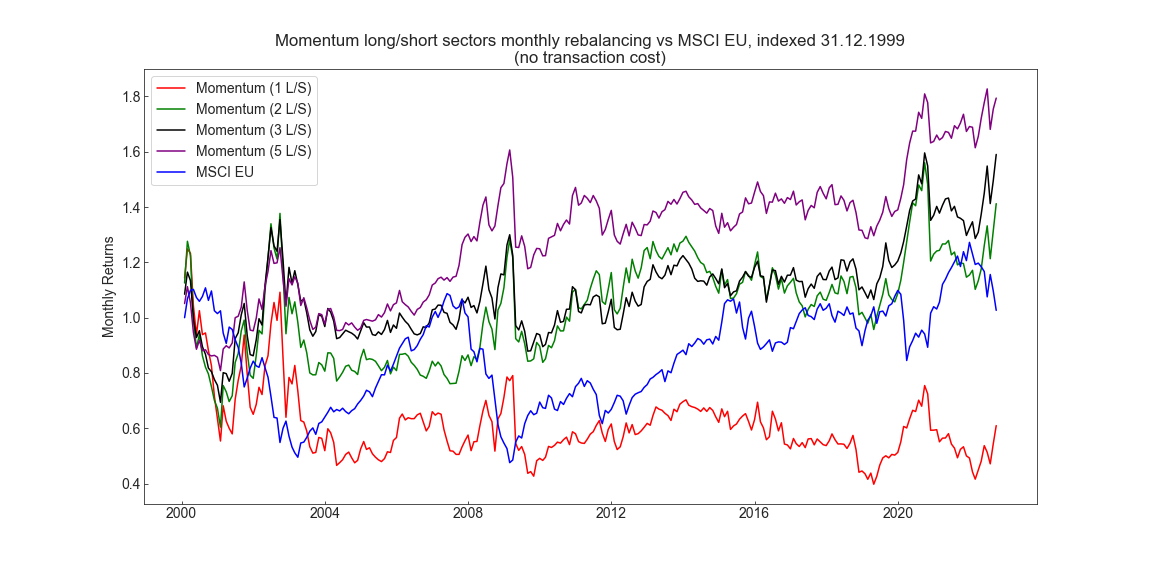 Momentum long/short sectors monthly rebalancing vs MSCI EU, indexed 31.12.1999
(no transaction cost)
Momentum (1 L/S)
Momentum (2 L/S)
Momentum (3 L/S)
Momentum (5 L/S)
MSCI EU
Monthly Returns
1.8
1.6
1.4
1.2
1.0
0.8
0.6
0.4
2000 2004 2008 2012 2016 2020